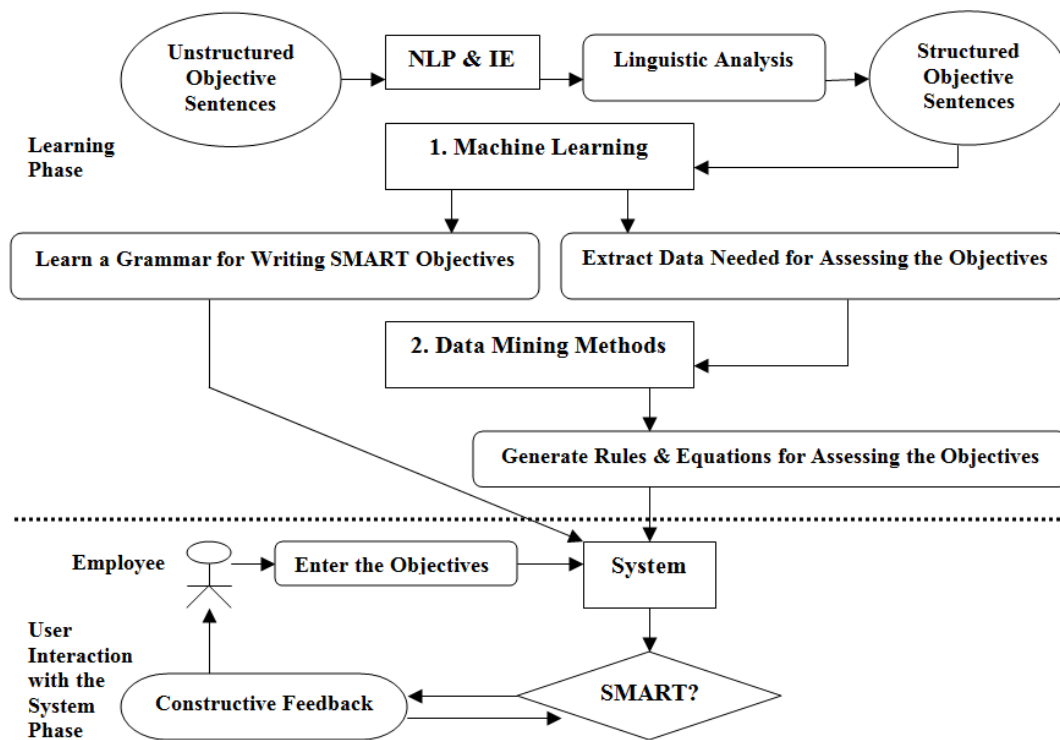 Unstructured
Objective
Sentences
NLP & IE
Linguistic Analysis
Structured
Objective
Sentences
Learning
Phase
1. Machine Learning
Learn a Grammar for Writing SMART Objectives
Extract Data Needed for Assessing the Objectives
2. Data Mining Methods
Generate Rules & Equations for Assessing the Objectives
Employee
Enter the Objectives
System
User
Interaction
with the
System
Phase
Constructive Feedback
SMART?